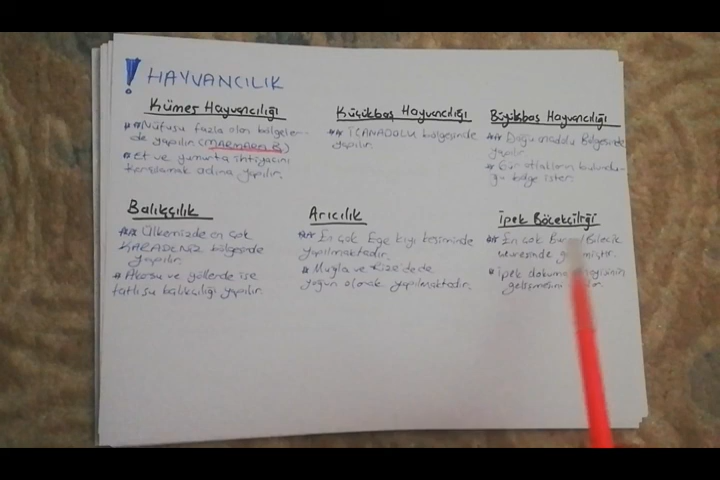 ! HAYVANCILIK
Kümes Hayvancılığı
** Nüfusu fazla olan bölgeler-
de yapılır (MARMARA B.)
* Et ve yumurta ihtiyacını
karşılamak adına yapılır.
Küçükbaş Hayvancılığı
** İÇANADOLU bölgesinde
yapılır.
Büyükbaş Hayvancılığı
** Doğu anadolu Bölgesinde
yapılır
* Gür otlakların bulundu-
ğu bölge ister.
Balıkçılık
** Ülkemizde en çok
KARADENİZ bölgesinde
yapılır.
* Akarsu ve göllerde ise
tatlısu balıkçılığı yapılır.
Arıcılık
** En çok Ege kıyı kesiminde
yapılmaktadır.
* Muğla ve Rize'de de
yoğun olarak yapılmaktadır.
İpek Böcekçiliği
** En çok Bilecik
* İpek dokuma
gelişmesini